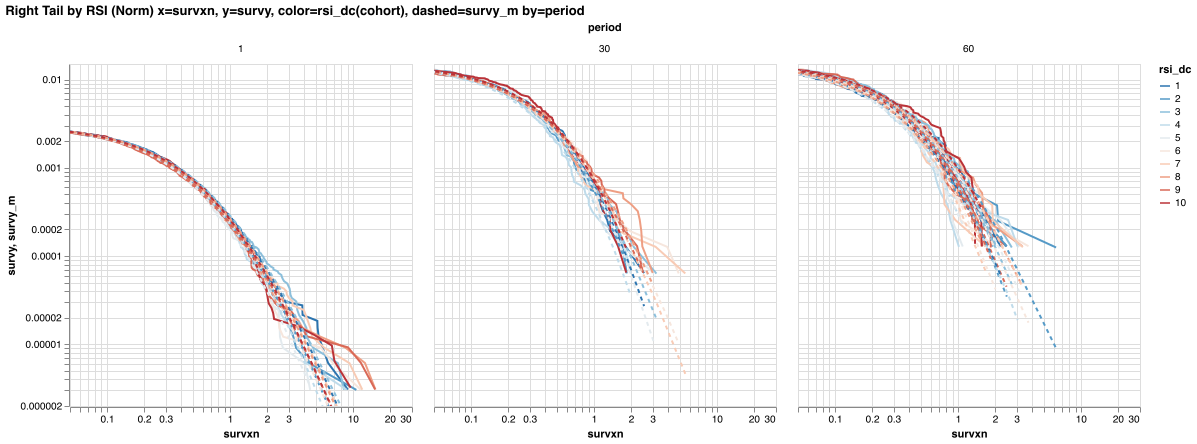 Right Tail by RSI (Norm) x=survxn, y=survy, color=rsi_dc(cohort), dashed=survy_m by=period
period
1 30 60
rsi_dc
1
2
3
4
5
6
7
8
9
10
survy, survy_m
0.01
0.002
0.001
0.0002
0.0001
0.00002
0.00001
0.000002
0.1 0.2 0.3 1 2 3 10 20 30
0.1 0.2 0.3 1 2 3 10 20 30
0.1 0.2 0.3 1 2 3 10 20 30
survxn survxn survxn